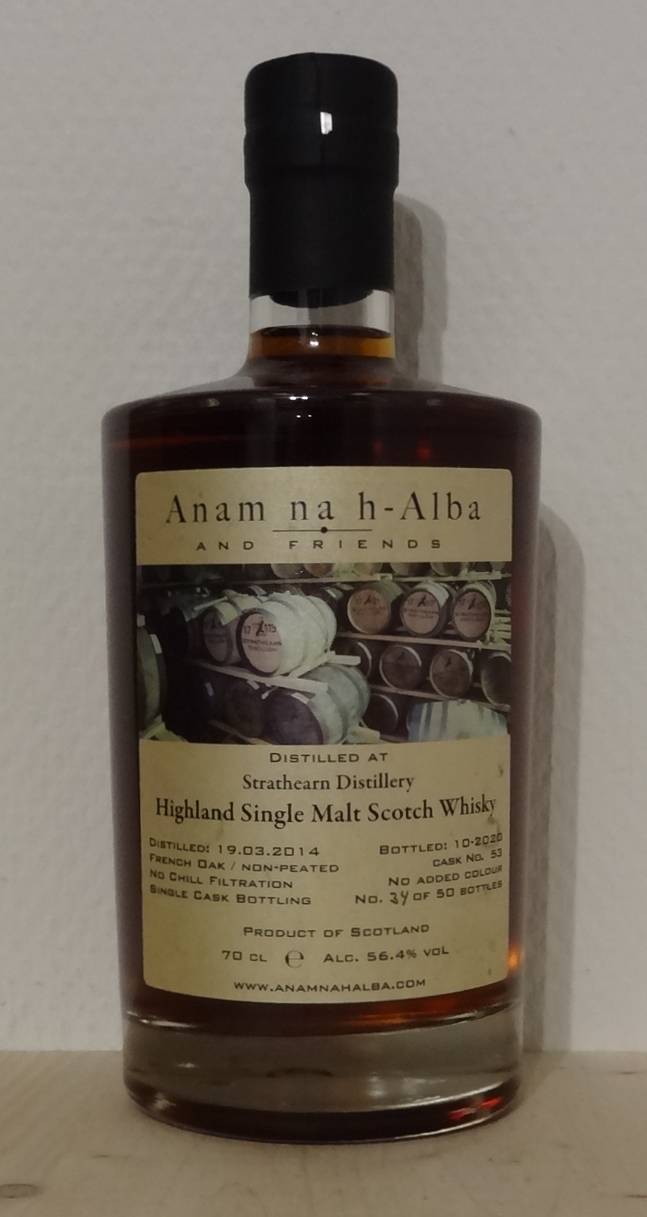 Anam na h-Alba
AND FRIENDS
DISTILLED AT
Strathearn Distillery
Highland Single Malt Scotch Whisky
DISTILLED: 19.03.2014
FRENCH OAK / NON-PEATED
NO CHILL FILTRATION
SINGLE CASK BOTTLING
BOTTLED: 10-2020
CASK NO. 53
NO ADDED COLOUR
NO. 34 OF 50 BOTTLES
PRODUCT OF SCOTLAND
70 CL ℮ ALC. 56.4% VOL
WWW.ANAMNAHALBA.COM